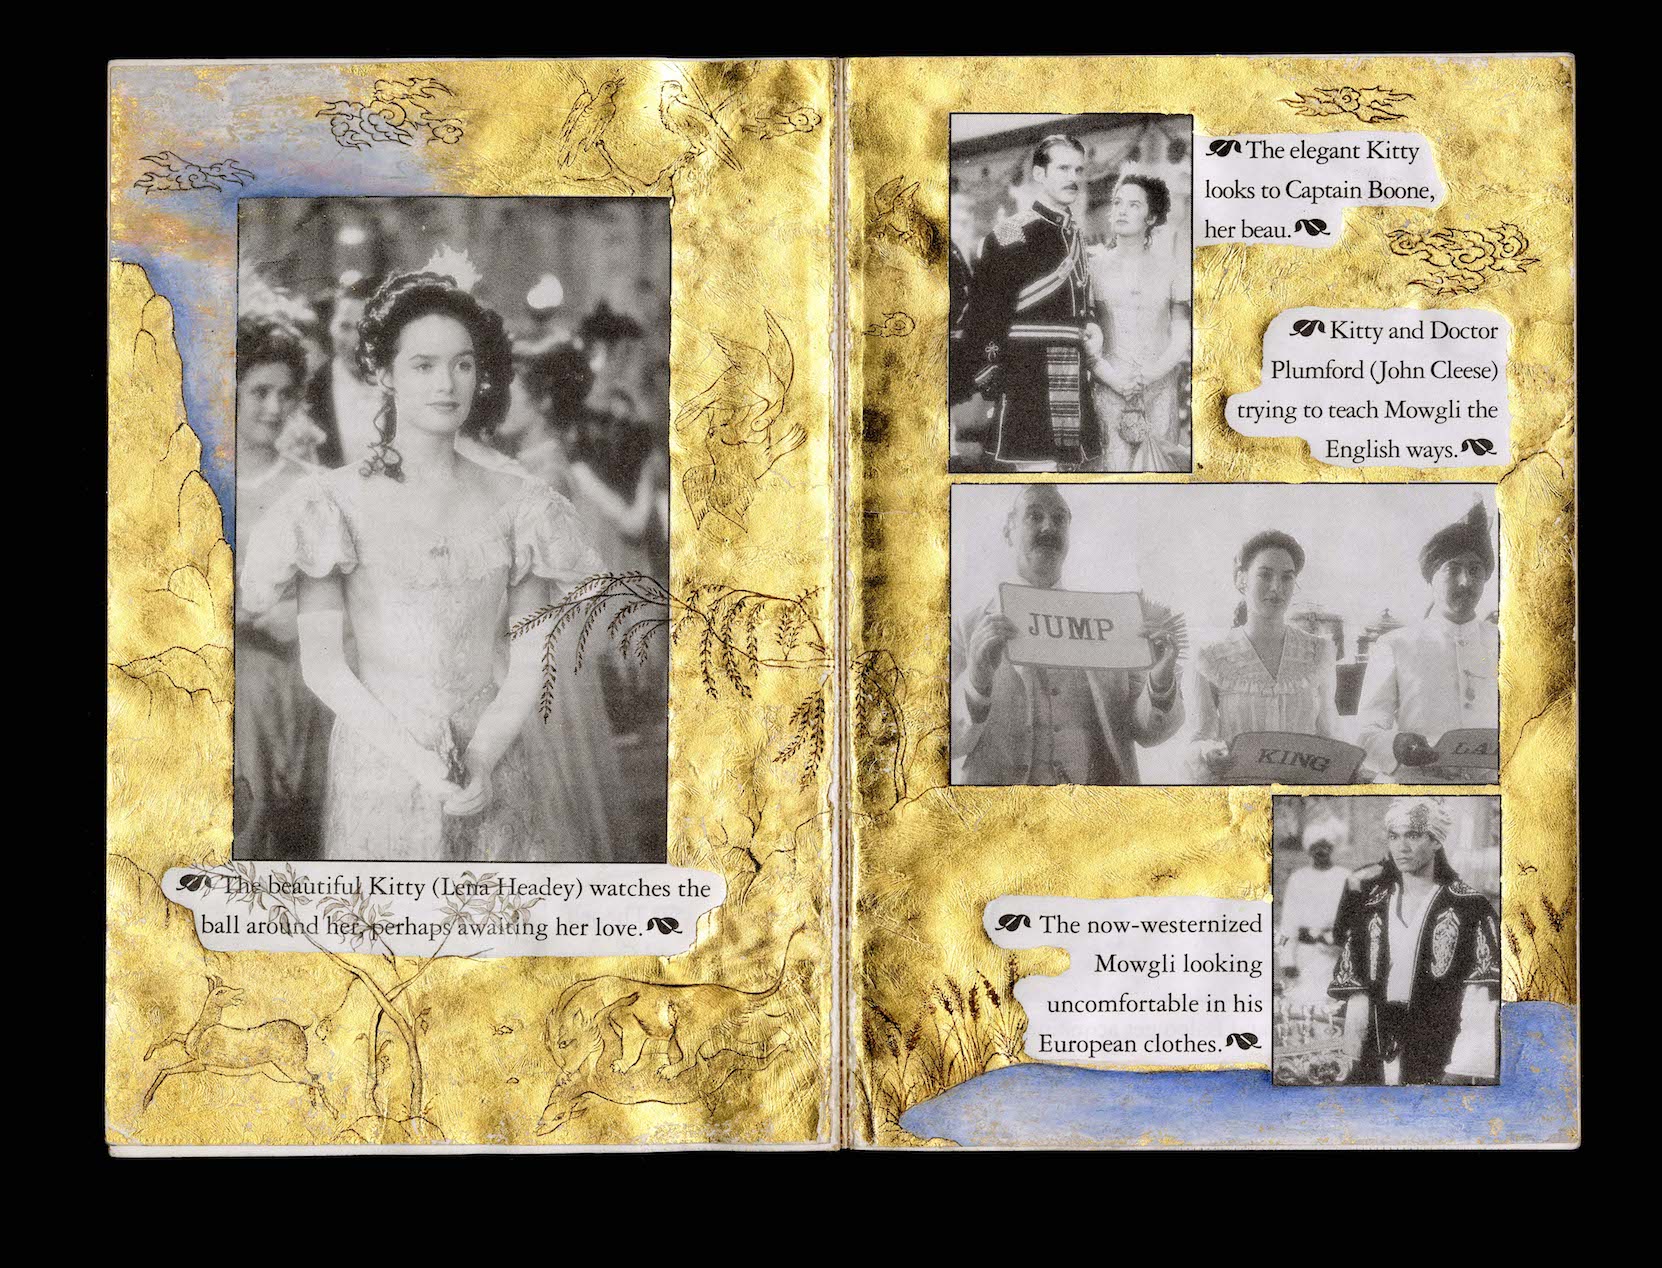 The beautiful Kitty (Lena Headey) watches the
ball around her, perhaps awaiting her love.
The elegant Kitty
looks to Captain Boone,
her beau.
Kitty and Doctor
Plumford (John Cleese)
trying to teach Mowgli the
English ways.
JUMP
KING
LA
The now-westernized
Mowgli looking
uncomfortable in his
European clothes.